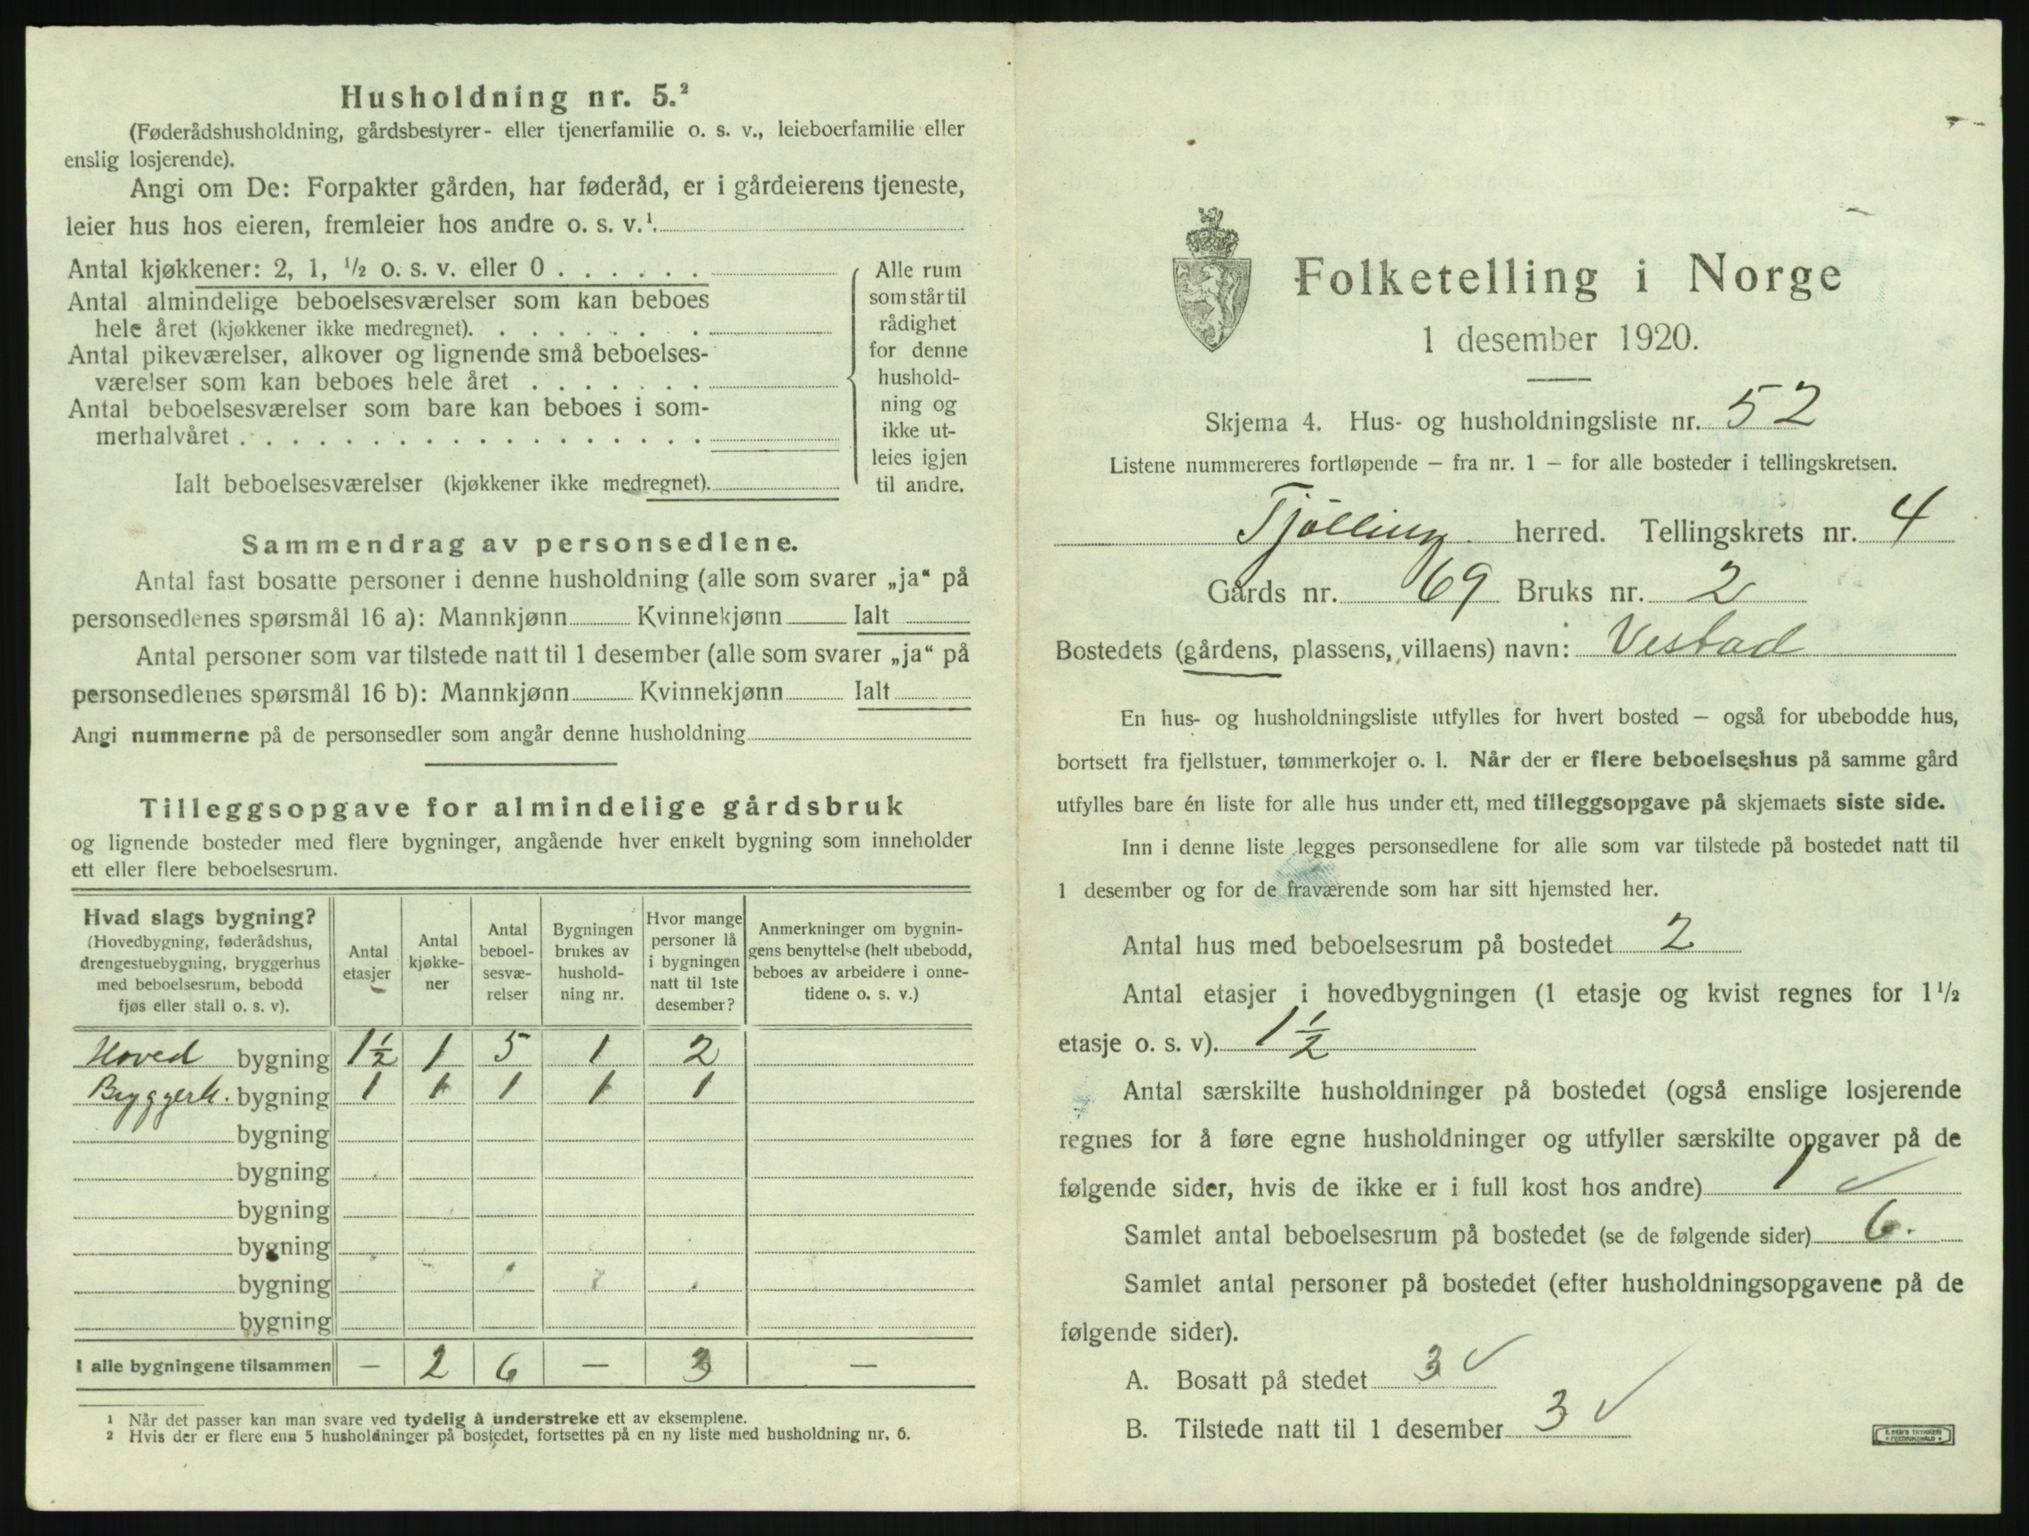 Husholdning nr. 5.²
(Føderådshusholdning, gårdsbestyrer- eller tjenerfamilie o. s. v., leieboerfamilie eller
enslig losjerende).
Angi om De: Forpakter gården, har føderåd, er i gårdeierens tjeneste,
leier hus hos eieren, fremleier hos andre o. s. v.¹.
Antal kjøkkener: 2, 1, ½ o. s. v. eller 0
Antal almindelige beboelsesværelser som kan beboes
hele året (kjøkkener ikke medregnet).
Antal pikeværelser, alkover og lignende små beboelses-
værelser som kan beboes hele året
Antal beboelsesværelser som bare kan beboes i som-
merhalvåret
Ialt beboelsesværelser (kjøkkener ikke medregnet).
Alle rum
som står til
rådighet
for denne
hushold-
ning og
ikke ut-
leies igjen
til andre.
Sammendrag av personsedlene.
Antal fast bosatte personer i denne husholdning (alle som svarer „ja“ på
personsedlenes spørsmål 16 a): Mannkjønn Kvinnekjønn Ialt
Antal personer som var tilstede natt til 1 desember (alle som svarer „ja“ på
personsedlenes spørsmål 16 b): Mannkjønn Kvinnekjønn Ialt
Angi nummerne på de personsedler som angår denne husholdning
Tilleggsopgave for almindelige gårdsbruk
og lignende bosteder med flere bygninger, angående hver enkelt bygning som inneholder
ett eller flere beboelsesrum.
Hvad slags bygning?
(Hovedbygning, føderådshus,
drengestuebygning, bryggerhus
med beboelsesrum, bebodd
fjøs eller stall o. s. v).
Antal
etasjer
Antal
kjøkke-
ner
Antal
beboel-
sesvæ-
relser
Bygningen
brukes av
hushold-
ning nr.
Hvor mange
personer lå
i bygningen
natt til 1ste
desember?
Anmerkninger om bygnin-
gens benyttelse (helt ubebodd,
beboes av arbeidere i onne-
tidene o. s. v.)
Hoved bygning 1½ 1 5 1 2
Bryggerh. bygning 1 1 1 1 1
bygning
bygning
bygning
bygning
bygning
bygning
I alle bygningene tilsammen — 2 6 — 3 —
¹ Når det passer kan man svare ved tydelig å understreke ett av eksemplene.
² Hvis der er flere enn 5 husholdninger på bostedet, fortsettes på en ny liste med husholdning nr. 6.
Folketelling i Norge
1 desember 1920.
Skjema 4. Hus- og husholdningsliste nr. 52
Listene nummereres fortløpende — fra nr. 1 — for alle bosteder i tellingskretsen.
Tjølling herred. Tellingskrets nr. 4
Gårds nr. 69 Bruks nr. 2
Bostedets (gårdens, plassens, villaens) navn: Vestad
En hus- og husholdningsliste utfylles for hvert bosted — også for ubebodde hus,
bortsett fra fjellstuer, tømmerkojer o. l. Når der er flere beboelseshus på samme gård
utfylles bare én liste for alle hus under ett, med tilleggsopgave på skjemaets siste side.
Inn i denne liste legges personsedlene for alle som var tilstede på bostedet natt til
1 desember og for de fraværende som har sitt hjemsted her.
Antal hus med beboelsesrum på bostedet 2
Antal etasjer i hovedbygningen (1 etasje og kvist regnes for 1½
etasje o. s. v). 1½
Antal særskilte husholdninger på bostedet (også enslige losjerende
regnes for å føre egne husholdninger og utfyller særskilte opgaver på de
følgende sider, hvis de ikke er i full kost hos andre) 1 ✓
Samlet antal beboelsesrum på bostedet (se de følgende sider) 6.
Samlet antal personer på bostedet (efter husholdningsopgavene på de
følgende sider).
A. Bosatt på stedet 3 ✓
B. Tilstede natt til 1 desember 3 ✓